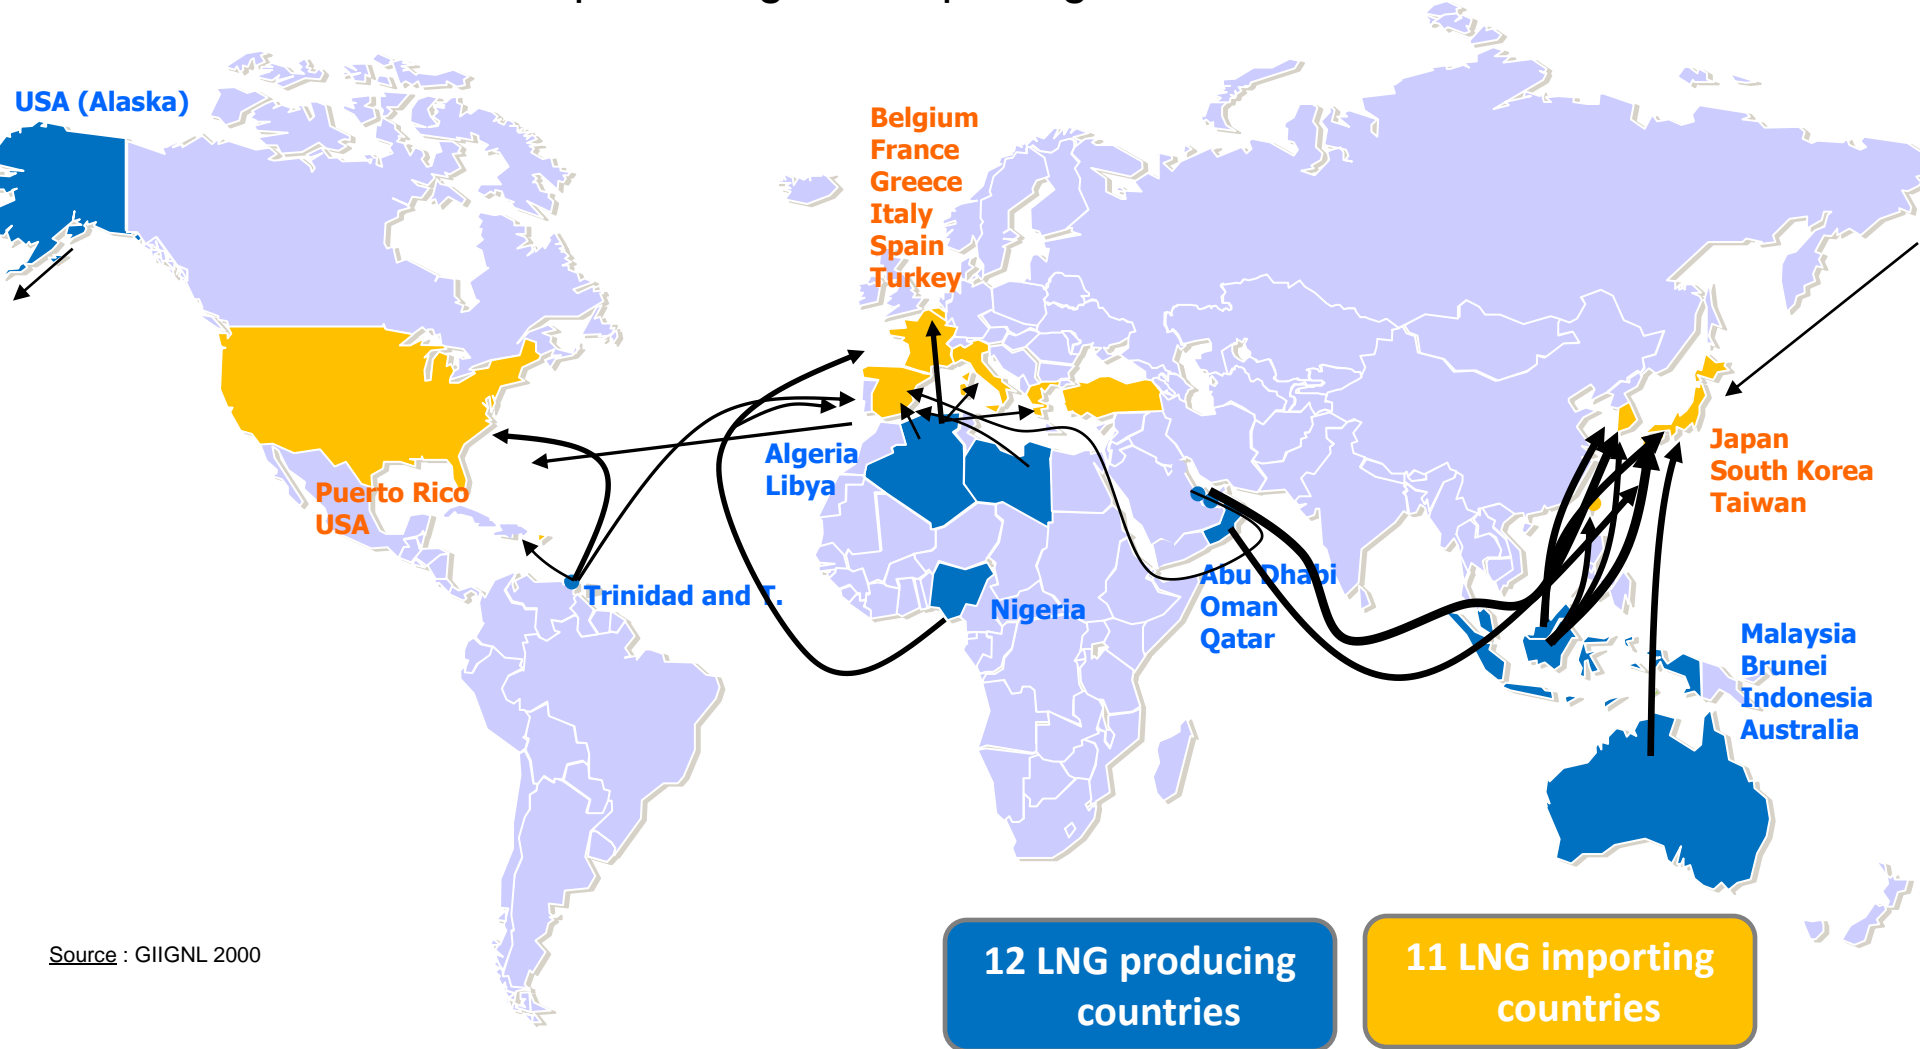 USA (Alaska)
Belgium
France
Greece
Italy
Spain
Turkey
Puerto Rico
USA
Algeria
Libya
Trinidad and T.
Nigeria
Abu Dhabi
Oman
Qatar
Japan
South Korea
Taiwan
Malaysia
Brunei
Indonesia
Australia
Source : GIIGNL 2000
12 LNG producing
countries
11 LNG importing
countries